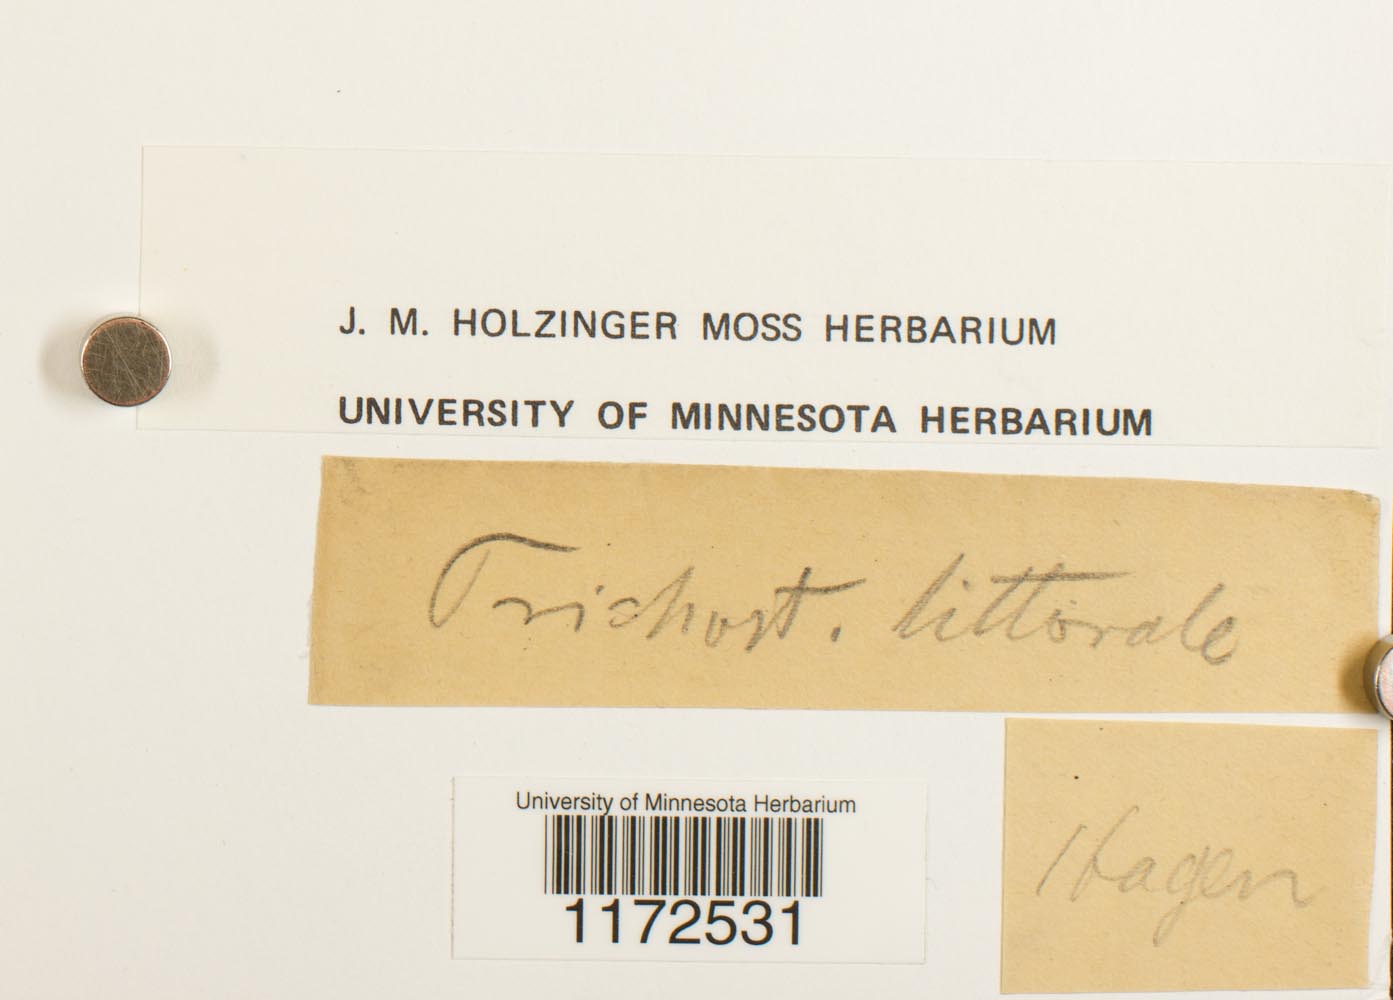 J. M. HOLZINGER MOSS HERBARIUM
UNIVERSITY OF MINNESOTA HERBARIUM
Trichost. littorale
University of Minnesota Herbarium
1172531
Hagen